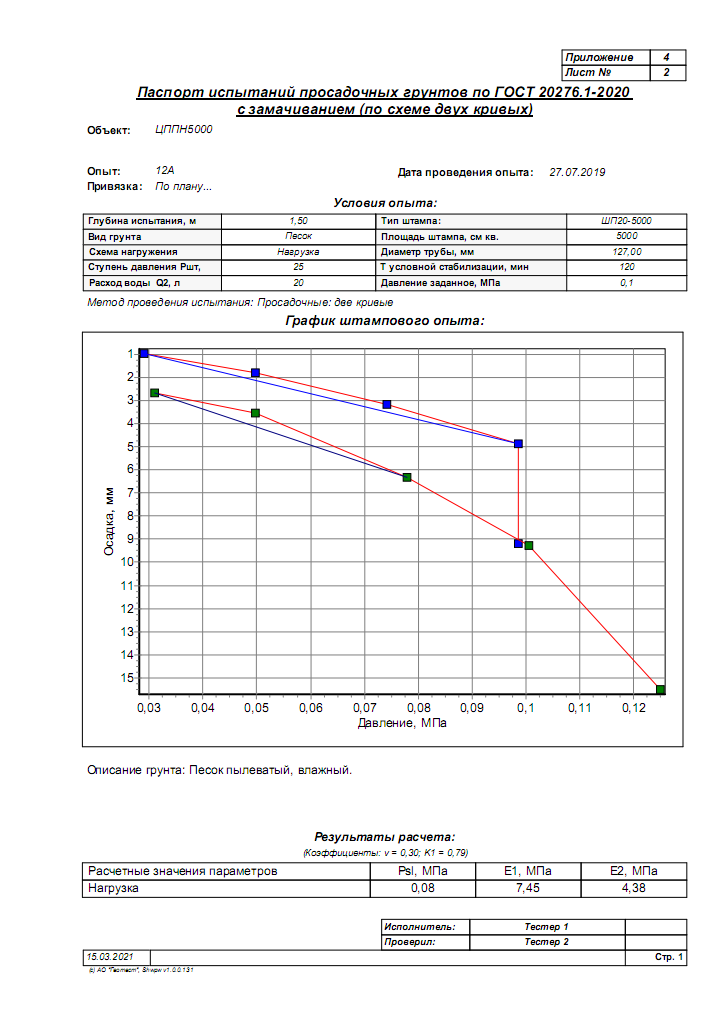 Приложение 4
Лист № 2
Паспорт испытаний просадочных грунтов по ГОСТ 20276.1-2020
с замачиванием (по схеме двух кривых)
Объект: ЦППН5000
Опыт: 12А Дата проведения опыта: 27.07.2019
Привязка: По плану...
Условия опыта:
Глубина испытания, м 1,50 Тип штампа: ШП20-5000
Вид грунта Песок Площадь штампа, см кв. 5000
Схема нагружения Нагрузка Диаметр трубы, мм 127,00
Ступень давления Pшт, 25 Т условной стабилизации, мин 120
Расход воды Q2, л 20 Давление заданное, МПа 0,1
Метод проведения испытания: Просадочные: две кривые
График штампового опыта:
1
2
3
4
5
6
7
8
9
10
11
12
13
14
15
Осадка, мм
0,03 0,04 0,05 0,06 0,07 0,08 0,09 0,1 0,11 0,12
Давление, МПа
Описание грунта: Песок пылеватый, влажный.
Результаты расчета:
(Коэффициенты: v = 0,30; K1 = 0,79)
Расчетные значения параметров Psl, МПа E1, МПа E2, МПа
Нагрузка 0,08 7,45 4,38
Исполнитель: Тестер 1
Проверил: Тестер 2
15.03.2021 Стр. 1
(c) АО "Геотест", Shwpw v1.0.0.131